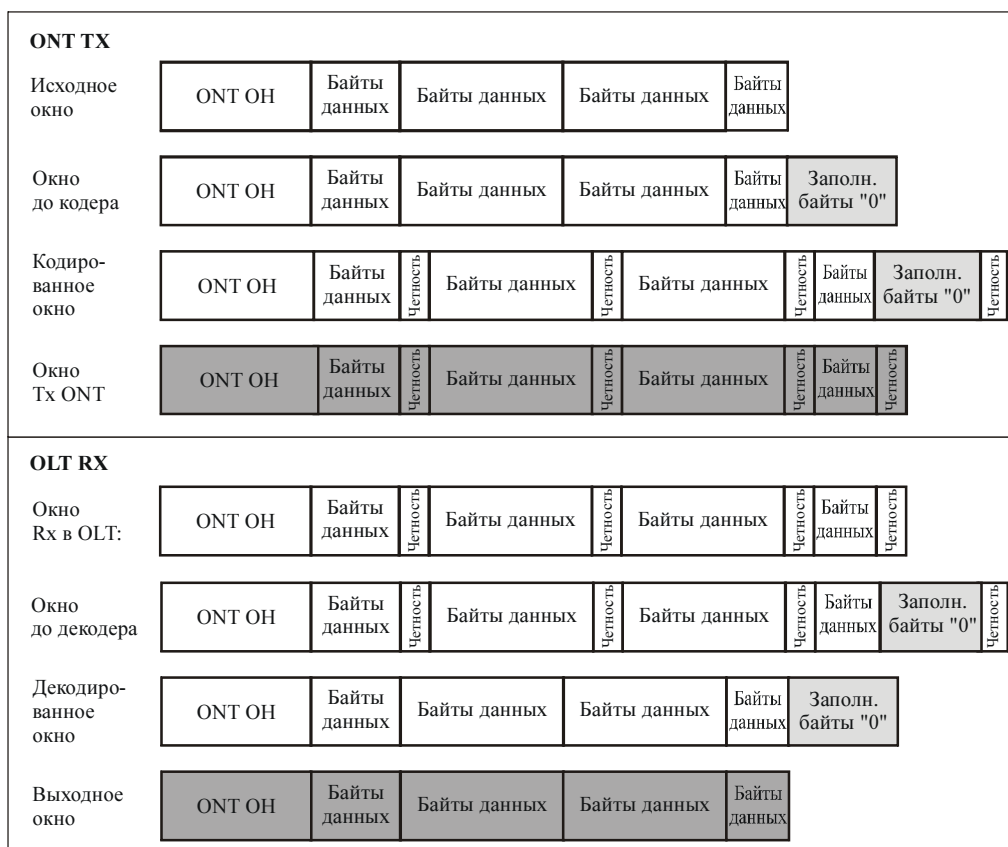 ONT TX
Исходное
окно
ONT OH
Байты
данных
Байты данных
Байты данных
Байты
данных
Окно
до кодера
ONT OH
Байты
данных
Байты данных
Байты данных
Байты
данных
Заполн.
байты "0"
Кодиро-
ванное
окно
ONT OH
Байты
данных
Четность
Байты данных
Четность
Байты данных
Четность
Байты
данных
Заполн.
байты "0"
Четность
Окно
Tx ONT
ONT OH
Байты
данных
Четность
Байты данных
Четность
Байты данных
Четность
Байты
данных
Четность
OLT RX
Окно
Rx в OLT:
ONT OH
Байты
данных
Четность
Байты данных
Четность
Байты данных
Четность
Байты
данных
Четность
Окно
до декодера
ONT OH
Байты
данных
Четность
Байты данных
Четность
Байты данных
Четность
Байты
данных
Заполн.
байты "0"
Четность
Декодиро-
ванное
окно
ONT OH
Байты
данных
Байты данных
Байты данных
Байты
данных
Заполн.
байты "0"
Выходное
окно
ONT OH
Байты
данных
Байты данных
Байты данных
Байты
данных